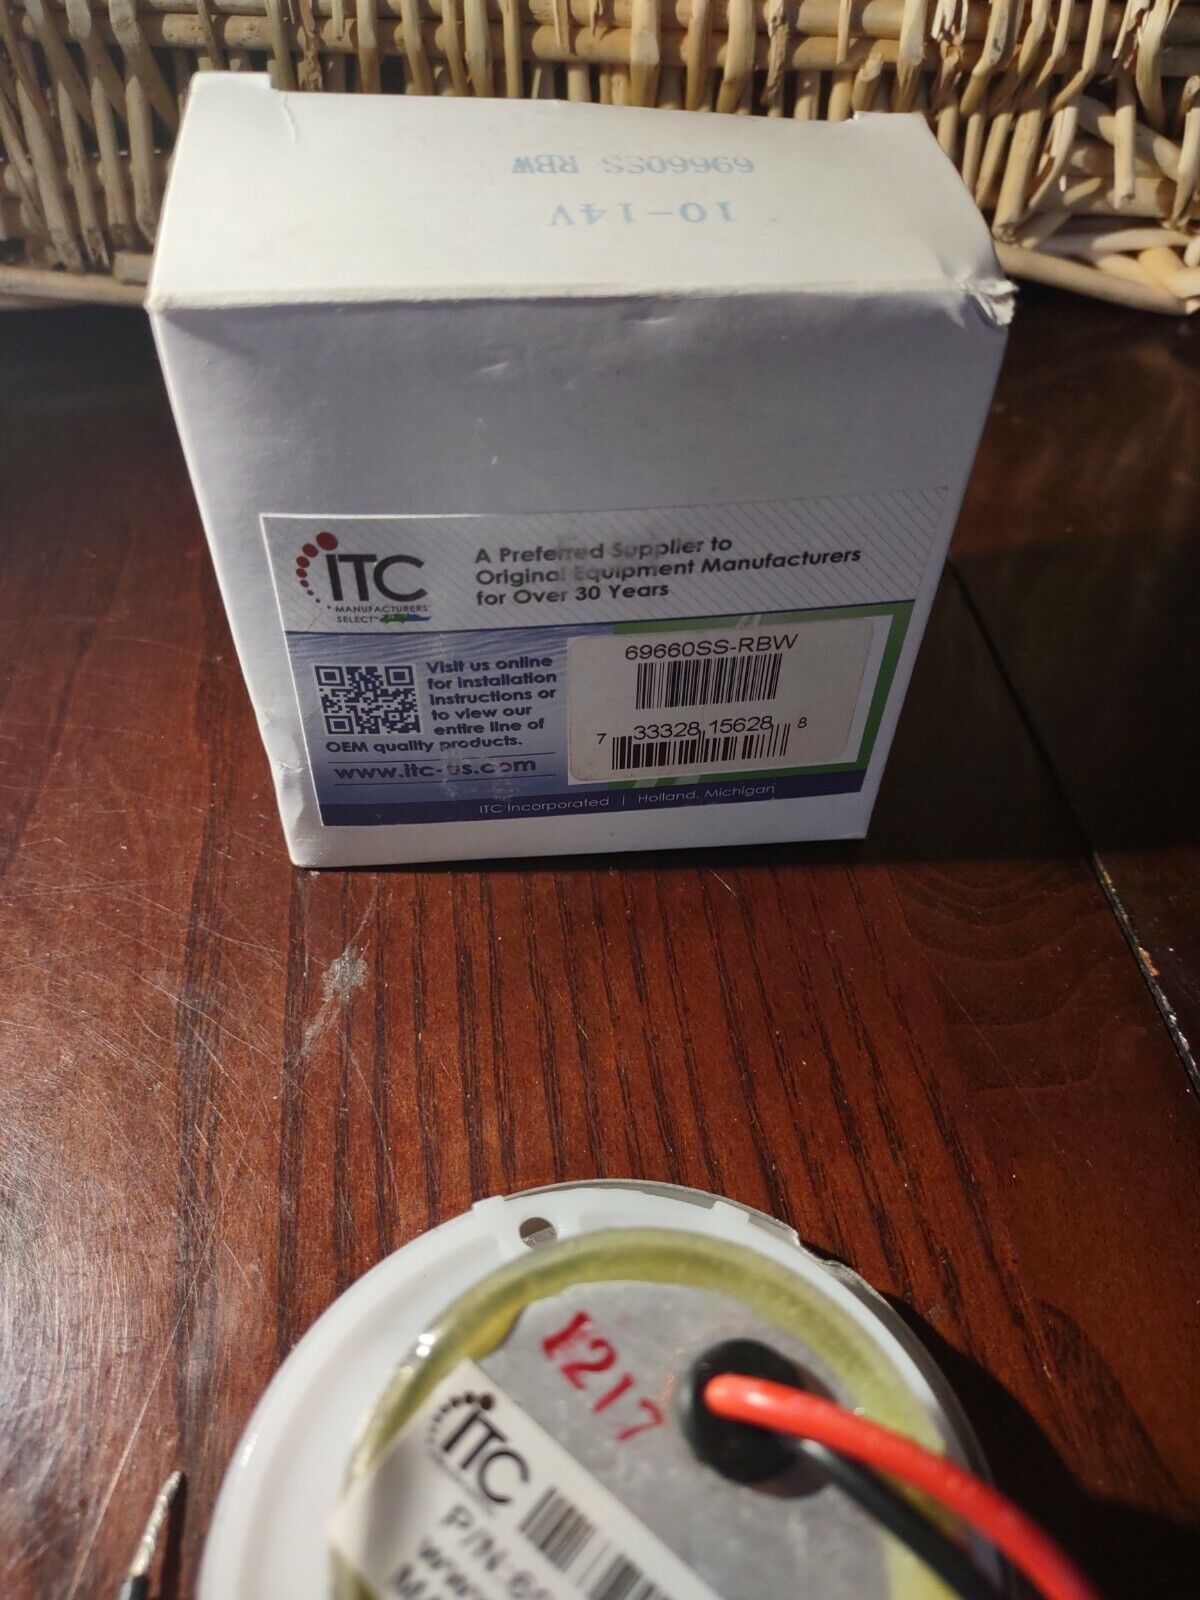 69660SS RBW
10-14V
ITC
MANUFACTURERS'
SELECT™
A Preferred Supplier to
Original Equipment Manufacturers
for Over 30 Years
Visit us online
for installation
instructions or
to view our
entire line of
OEM quality products.
www.itc-us.com
69660SS-RBW
7 33328 15628 8
ITC Incorporated | Holland, Michigan
1217
ITC